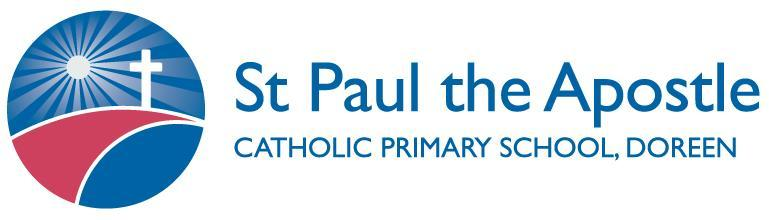 St Paul the Apostle
CATHOLIC PRIMARY SCHOOL, DOREEN